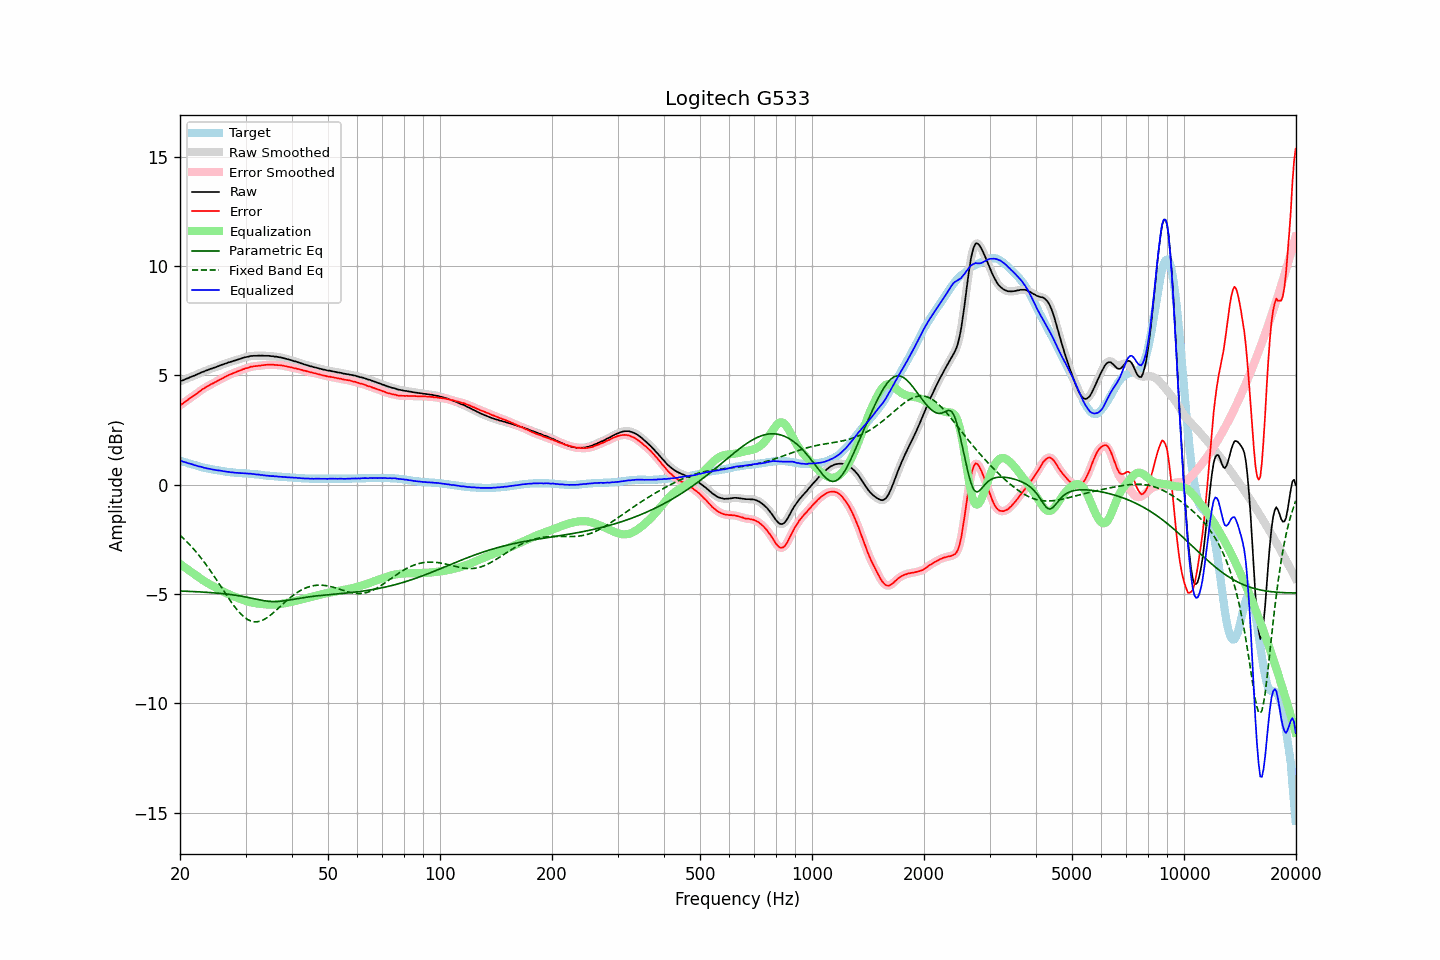 Logitech G533
Target
Raw Smoothed
Error Smoothed
Raw
Error
Equalization
Parametric Eq
Fixed Band Eq
Equalized
Amplitude (dBr)
15
10
5
0
−5
−10
−15
20 50 100 200 500 1000 2000 5000 10000 20000
Frequency (Hz)